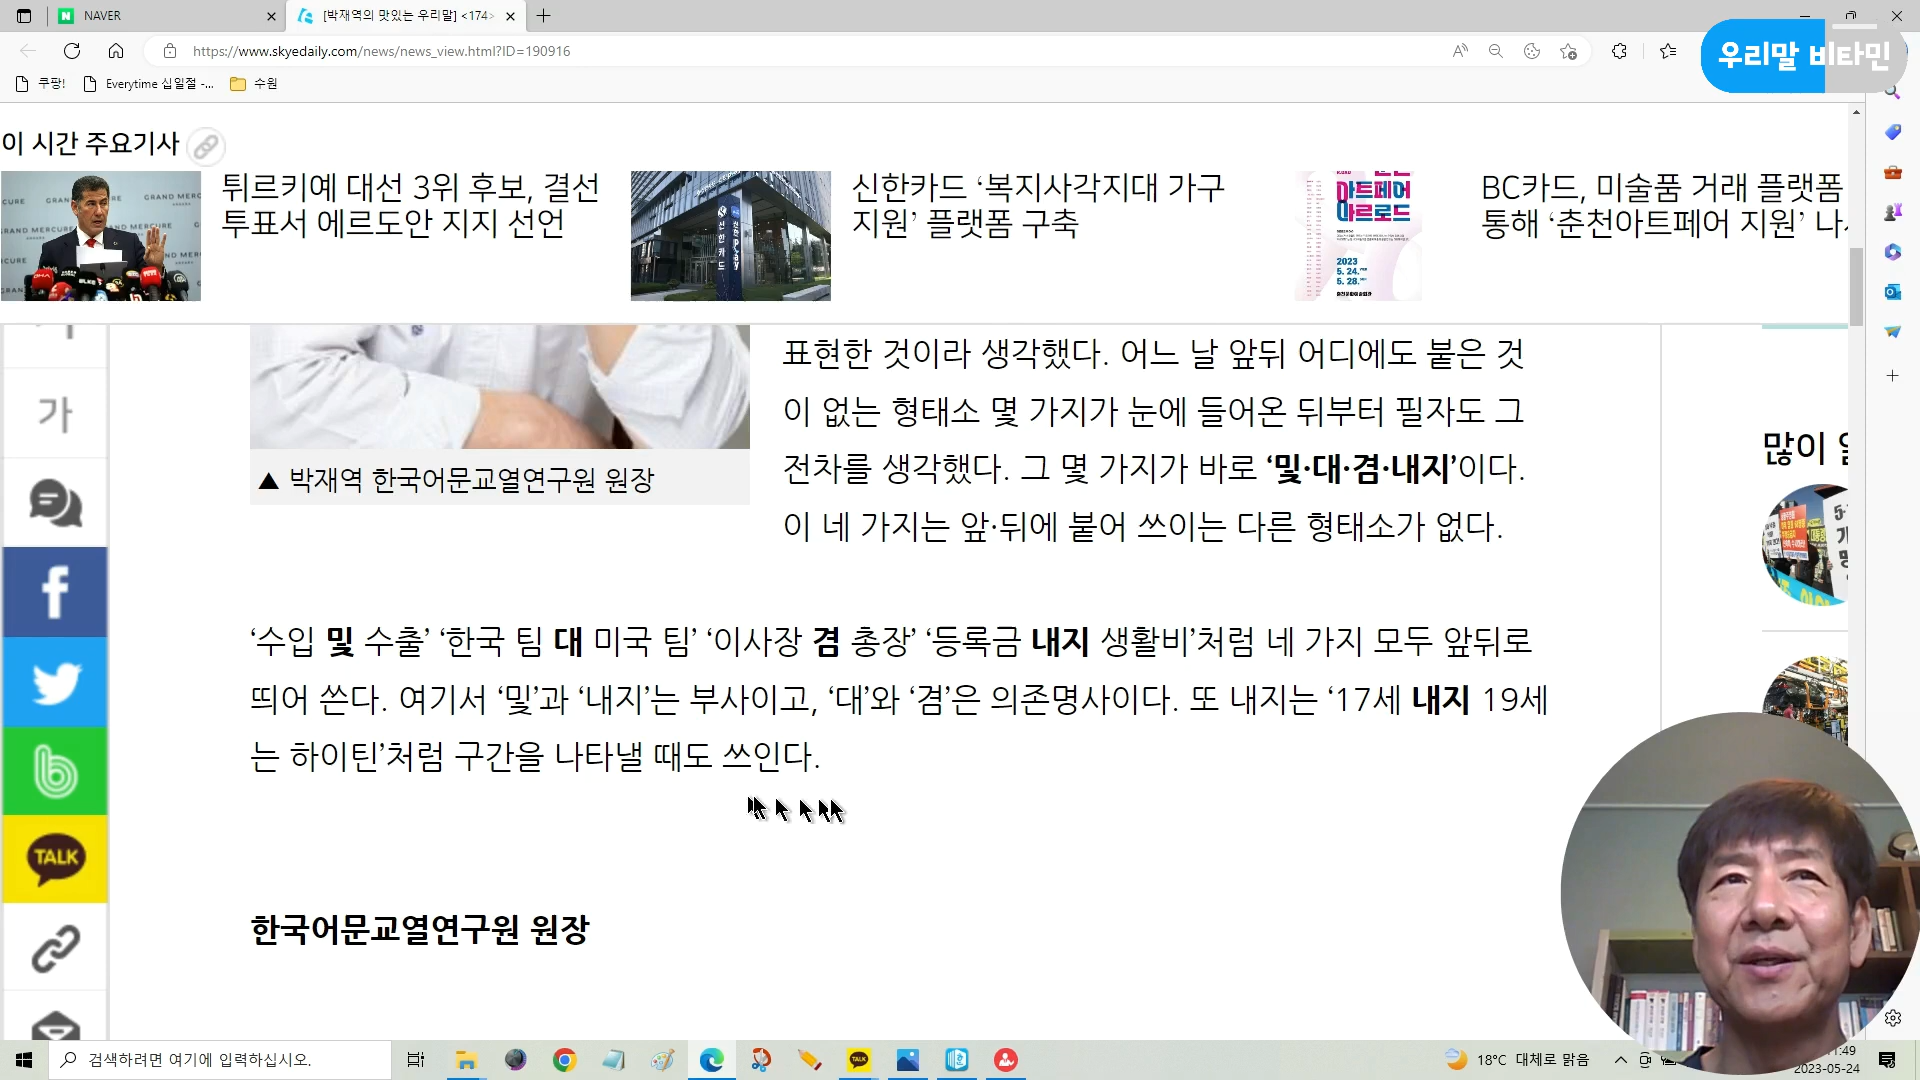 NAVER
[박재역의 맛있는 우리말] <174>
https://www.skyedaily.com/news/news_view.html?ID=190916
우리말 비타민
쿠팡!
Everytime 십일절 -...
수원
이 시간 주요기사
튀르키예 대선 3위 후보, 결선
투표서 에르도안 지지 선언
신한카드 ‘복지사각지대 가구
지원’ 플랫폼 구축
아트페어
아르로드
2023
5. 24.
5. 28.
BC카드, 미술품 거래 플랫폼
통해 ‘춘천아트페어 지원’ 나
GRAND MERCURE
신한카드
가
표현한 것이라 생각했다. 어느 날 앞뒤 어디에도 붙은 것
이 없는 형태소 몇 가지가 눈에 들어온 뒤부터 필자도 그
전차를 생각했다. 그 몇 가지가 바로 ‘및·대·겸·내지’이다.
이 네 가지는 앞·뒤에 붙어 쓰이는 다른 형태소가 없다.
▲ 박재역 한국어문교열연구원 원장
많이
‘수입 및 수출’ ‘한국 팀 대 미국 팀’ ‘이사장 겸 총장’ ‘등록금 내지 생활비’처럼 네 가지 모두 앞뒤로
띄어 쓴다. 여기서 ‘및’과 ‘내지’는 부사이고, ‘대’와 ‘겸’은 의존명사이다. 또 내지는 ‘17세 내지 19세
는 하이틴’처럼 구간을 나타낼 때도 쓰인다.
TALK
한국어문교열연구원 원장
검색하려면 여기에 입력하십시오.
TALK
18°C 대체로 맑음
11:49
2023-05-24